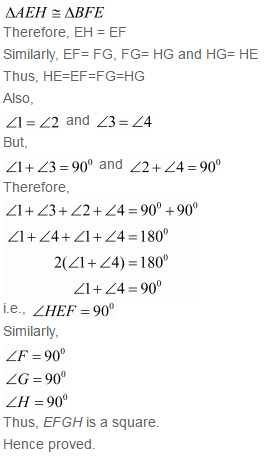 ΔAEH ≅ ΔBFE
Therefore, EH = EF
Similarly, EF= FG, FG= HG and HG= HE
Thus, HE=EF=FG=HG
Also,
∠1 = ∠2 and ∠3 = ∠4
But,
∠1 + ∠3 = 90⁰ and ∠2 + ∠4 = 90⁰
Therefore,
∠1 + ∠3 + ∠2 + ∠4 = 90⁰ + 90⁰
∠1 + ∠4 + ∠1 + ∠4 = 180⁰
2(∠1 + ∠4) = 180⁰
∠1 + ∠4 = 90⁰
i.e., ∠HEF = 90⁰
Similarly,
∠F = 90⁰
∠G = 90⁰
∠H = 90⁰
Thus, EFGH is a square.
Hence proved.